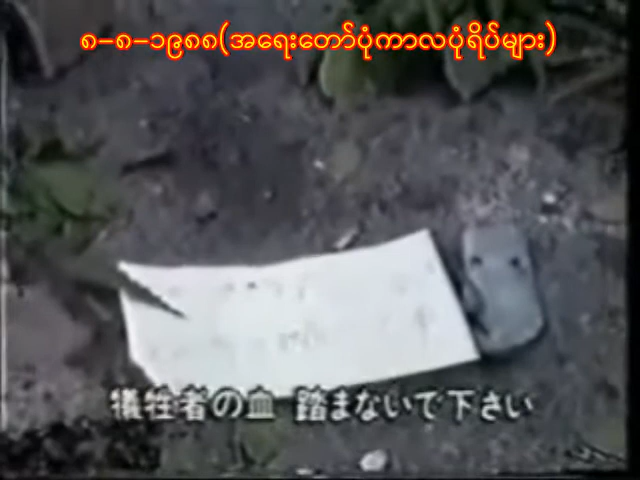 ၈-၈-၁၉၈၈(အရေးတော်ပုံကာလပုံရိပ်များ)
犠牲者の血 踏まないで下さい